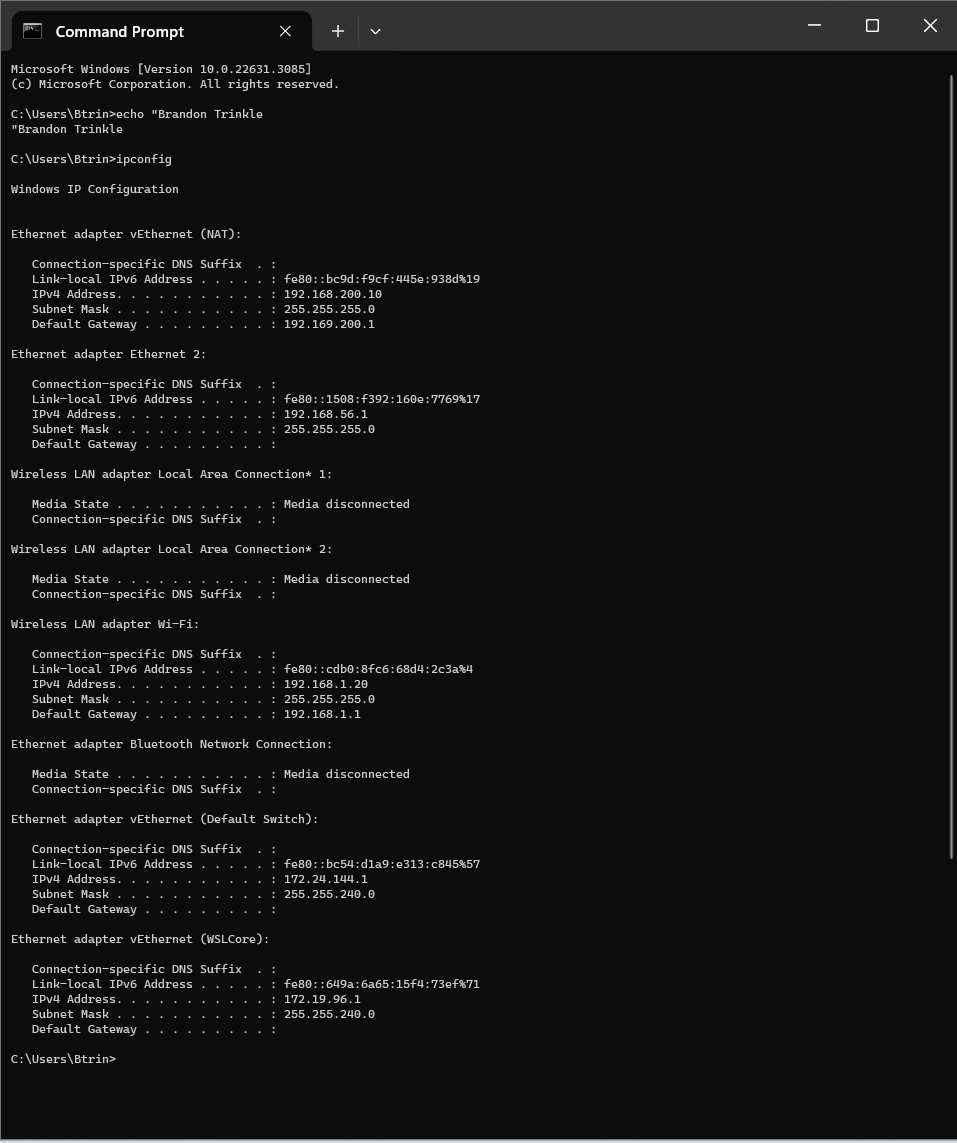 Command Prompt
Microsoft Windows [Version 10.0.22631.3085]
(c) Microsoft Corporation. All rights reserved.
C:\Users\Btrin>echo "Brandon Trinkle
"Brandon Trinkle
C:\Users\Btrin>ipconfig
Windows IP Configuration
Ethernet adapter vEthernet (NAT):
   Connection-specific DNS Suffix  . :
   Link-local IPv6 Address . . . . . : fe80::bc9d:f9cf:445e:938d%19
   IPv4 Address. . . . . . . . . . . : 192.168.200.10
   Subnet Mask . . . . . . . . . . . : 255.255.255.0
   Default Gateway . . . . . . . . . : 192.169.200.1
Ethernet adapter Ethernet 2:
   Connection-specific DNS Suffix  . :
   Link-local IPv6 Address . . . . . : fe80::1508:f392:160e:7769%17
   IPv4 Address. . . . . . . . . . . : 192.168.56.1
   Subnet Mask . . . . . . . . . . . : 255.255.255.0
   Default Gateway . . . . . . . . . :
Wireless LAN adapter Local Area Connection* 1:
   Media State . . . . . . . . . . . : Media disconnected
   Connection-specific DNS Suffix  . :
Wireless LAN adapter Local Area Connection* 2:
   Media State . . . . . . . . . . . : Media disconnected
   Connection-specific DNS Suffix  . :
Wireless LAN adapter Wi-Fi:
   Connection-specific DNS Suffix  . :
   Link-local IPv6 Address . . . . . : fe80::cdb0:8fc6:68d4:2c3a%4
   IPv4 Address. . . . . . . . . . . : 192.168.1.20
   Subnet Mask . . . . . . . . . . . : 255.255.255.0
   Default Gateway . . . . . . . . . : 192.168.1.1
Ethernet adapter Bluetooth Network Connection:
   Media State . . . . . . . . . . . : Media disconnected
   Connection-specific DNS Suffix  . :
Ethernet adapter vEthernet (Default Switch):
   Connection-specific DNS Suffix  . :
   Link-local IPv6 Address . . . . . : fe80::bc54:d1a9:e313:c845%57
   IPv4 Address. . . . . . . . . . . : 172.24.144.1
   Subnet Mask . . . . . . . . . . . : 255.255.240.0
   Default Gateway . . . . . . . . . :
Ethernet adapter vEthernet (WSLCore):
   Connection-specific DNS Suffix  . :
   Link-local IPv6 Address . . . . . : fe80::649a:6a65:15f4:73ef%71
   IPv4 Address. . . . . . . . . . . : 172.19.96.1
   Subnet Mask . . . . . . . . . . . : 255.255.240.0
   Default Gateway . . . . . . . . . :
C:\Users\Btrin>